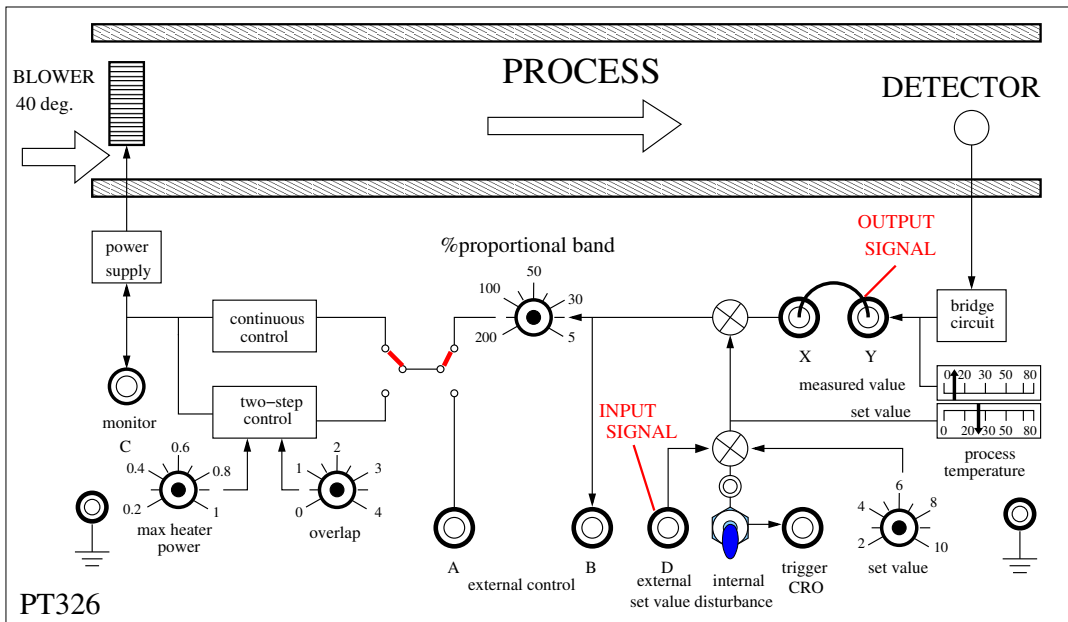 PROCESS
BLOWER
40 deg.
DETECTOR
OUTPUT
SIGNAL
power
supply
%proportional band
50
100
30
200
5
continuous
control
bridge
circuit
X
Y
measured value
0 20 30 50 80
set value
0 20 30 50 80
process
temperature
two−step
control
monitor
C
INPUT
SIGNAL
0.6
0.4
0.8
0.2
1
max heater
power
2
1
3
0
4
overlap
6
4
8
2
10
set value
A
B
D
external control
external
set value
internal
disturbance
trigger
CRO
PT326